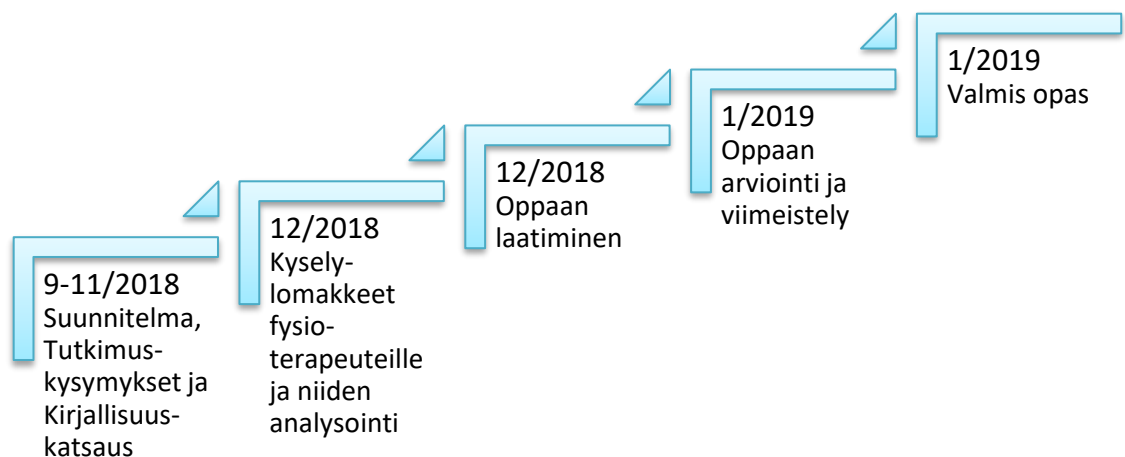 9-11/2018
Suunnitelma,
Tutkimus-
kysymykset ja
Kirjallisuus-
katsaus
12/2018
Kysely-
lomakkeet
fysio-
terapeuteille
ja niiden
analysointi
12/2018
Oppaan
laatiminen
1/2019
Oppaan
arviointi ja
viimeistely
1/2019
Valmis opas